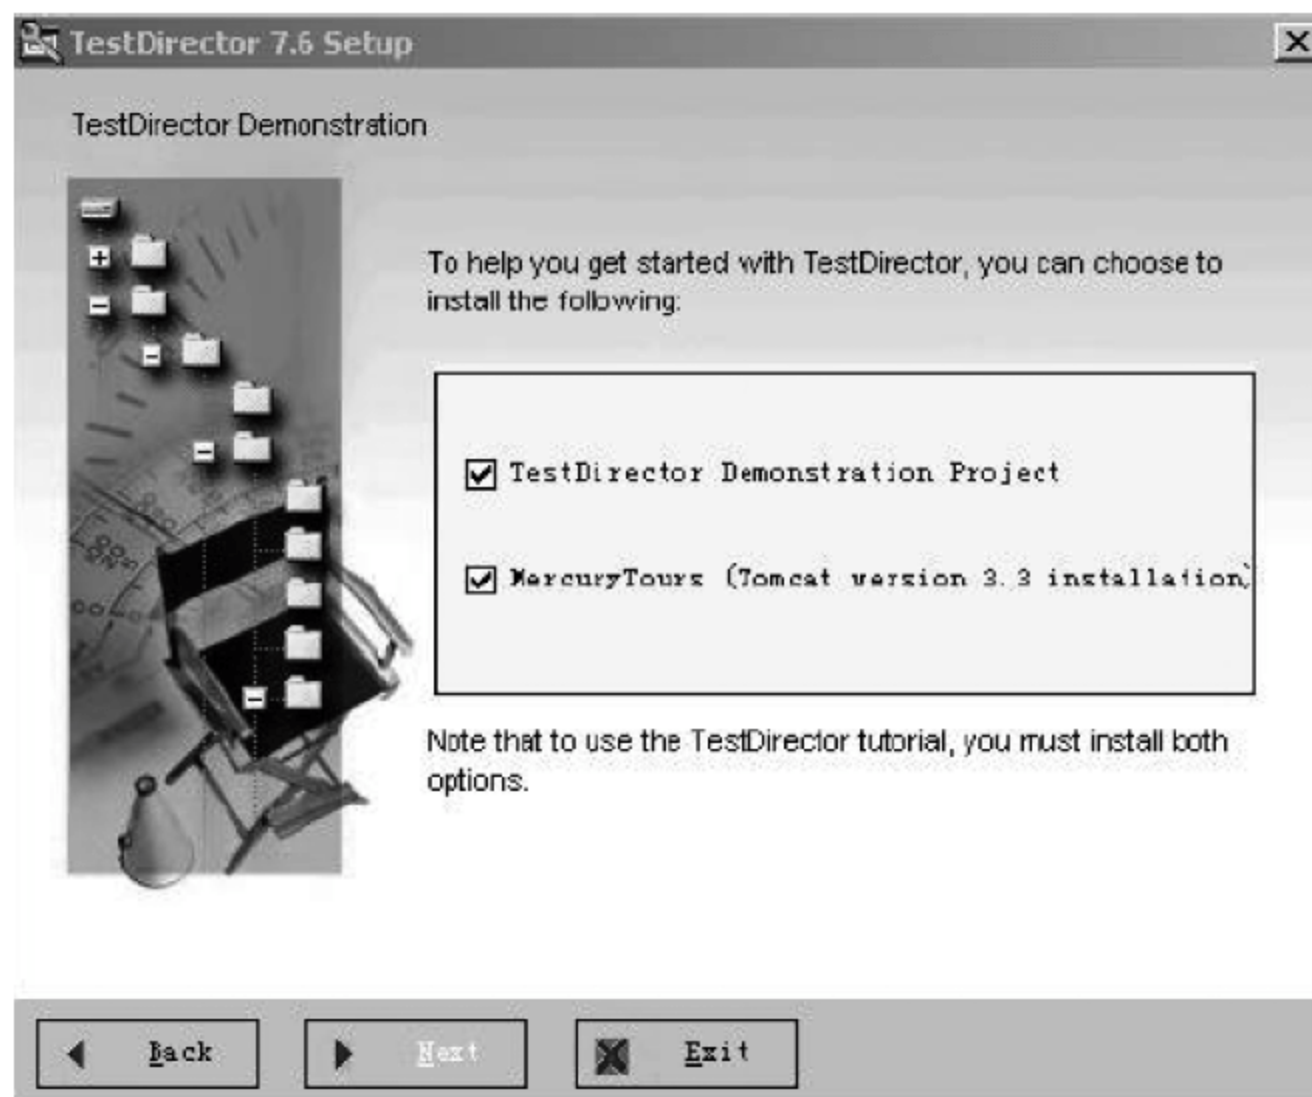 TestDirector 7.6 Setup
TestDirector Demonstration
To help you get started with TestDirector, you can choose to
install the following:
TestDirector Demonstration Project
MercuryTours (Tomcat version 3.3 installation)
Note that to use the TestDirector tutorial, you must install both
options.
Back
Next
Exit